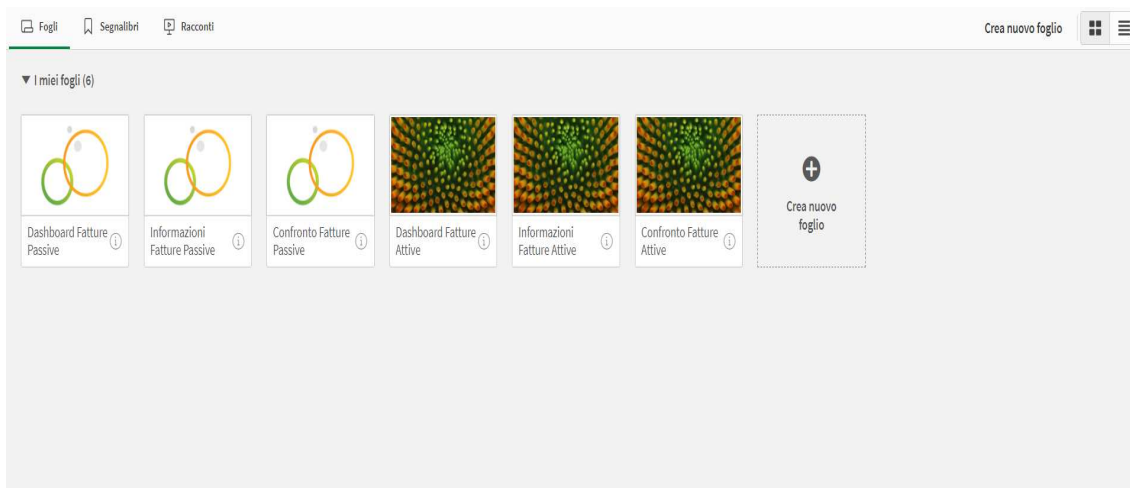 Fogli
Segnalibri
Racconti
Crea nuovo foglio
I miei fogli (6)
Dashboard Fatture
Passive
Informazioni
Fatture Passive
Confronto Fatture
Passive
Dashboard Fatture
Attive
Informazioni
Fatture Attive
Confronto Fatture
Attive
Crea nuovo
foglio